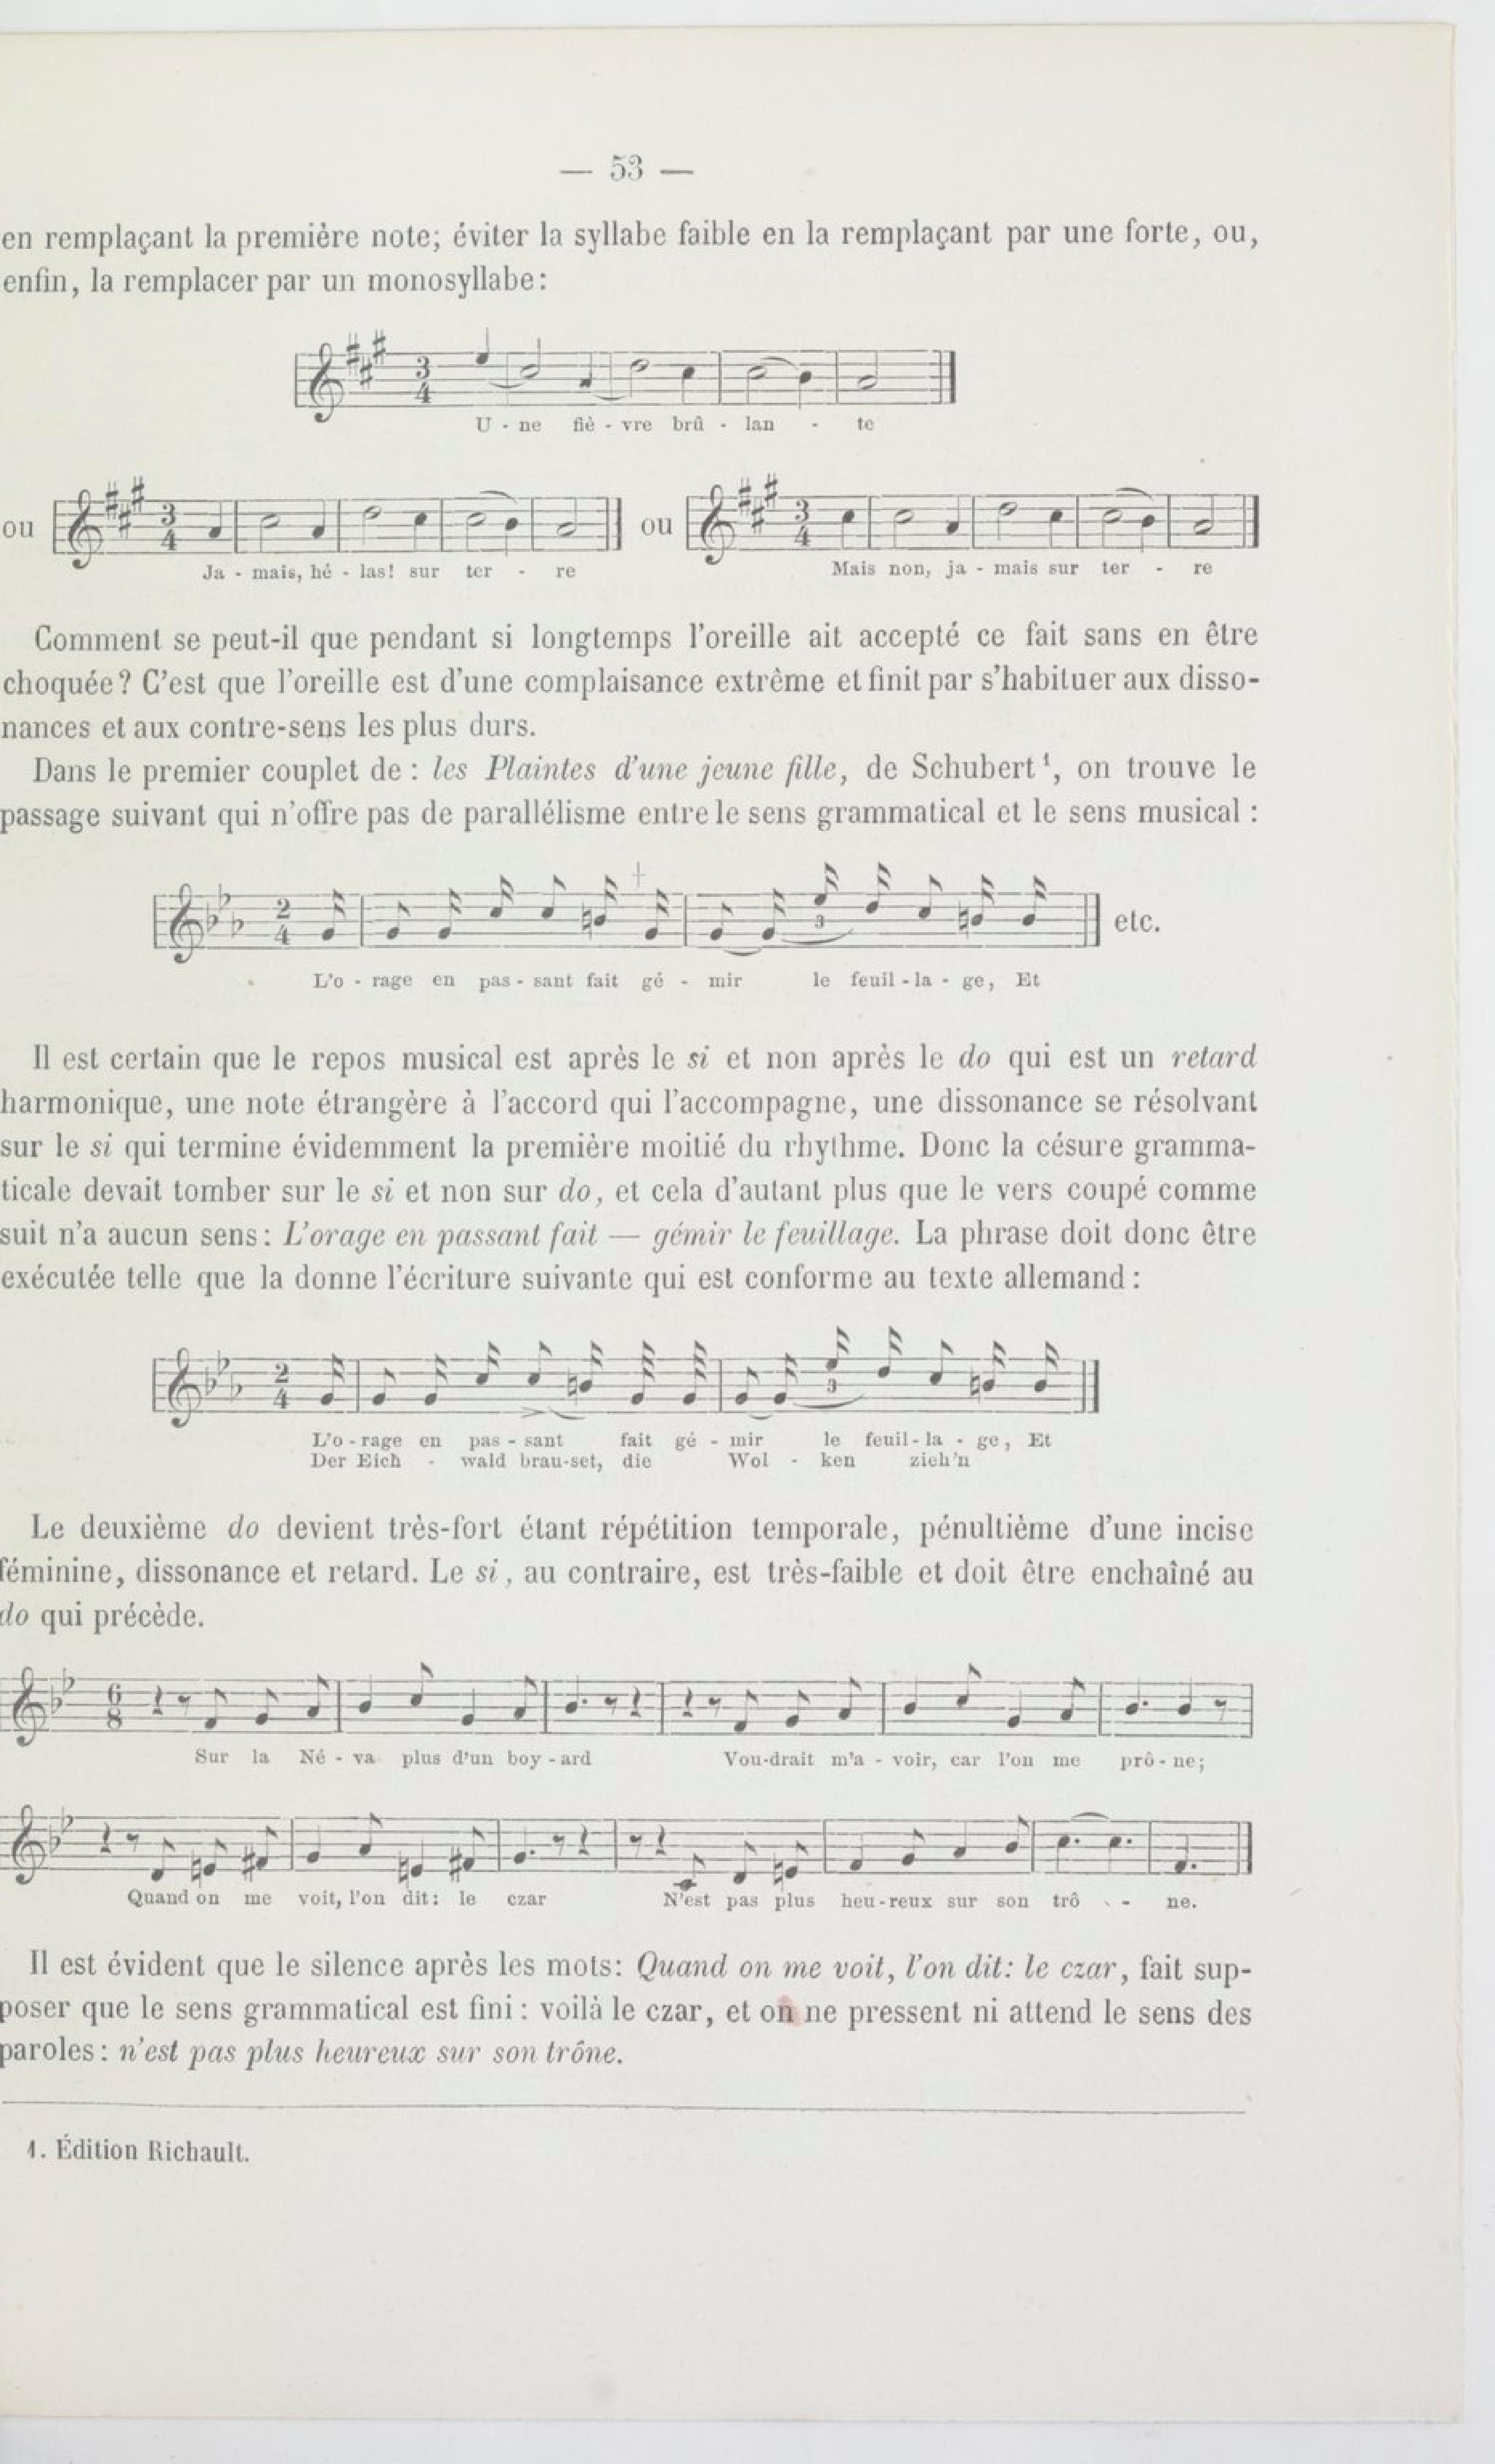 — 53 —
en remplaçant la première note; éviter la syllabe faible en la remplaçant par une forte, ou,
enfin, la remplacer par un monosyllabe:
3
4
U - ne fiè - vre brû - lan - te
ou 3 4 ou 3 4
Ja - mais, hé - las! sur ter - re Mais non, ja - mais sur ter - re
Comment se peut-il que pendant si longtemps l'oreille ait accepté ce fait sans en être
choquée? C'est que l'oreille est d'une complaisance extrême et finit par s'habituer aux disso-
nances et aux contre-sens les plus durs.
Dans le premier couplet de : les Plaintes d'une jeune fille, de Schubert¹, on trouve le
passage suivant qui n'offre pas de parallélisme entre le sens grammatical et le sens musical :
2 4 3 etc.
L'o - rage en pas - sant fait gé - mir le feuil - la - ge, Et
Il est certain que le repos musical est après le si et non après le do qui est un retard
harmonique, une note étrangère à l'accord qui l'accompagne, une dissonance se résolvant
sur le si qui termine évidemment la première moitié du rhythme. Donc la césure gramma-
ticale devait tomber sur le si et non sur do, et cela d'autant plus que le vers coupé comme
suit n'a aucun sens: L'orage en passant fait — gémir le feuillage. La phrase doit donc être
exécutée telle que la donne l'écriture suivante qui est conforme au texte allemand :
2 4 3
L'o - rage en pas - sant fait gé - mir le feuil - la - ge, Et
Der Eich - wald brau-set, die Wol - ken zieh'n
Le deuxième do devient très-fort étant répétition temporale, pénultième d'une incise
féminine, dissonance et retard. Le si, au contraire, est très-faible et doit être enchaîné au
do qui précède.
6 8
Sur la Né - va plus d'un boy - ard Vou-drait m'a - voir, car l'on me prô - ne;
Quand on me voit, l'on dit: le czar N'est pas plus heu-reux sur son trô - ne.
Il est évident que le silence après les mots: Quand on me voit, l'on dit: le czar, fait sup-
poser que le sens grammatical est fini : voilà le czar, et on ne pressent ni attend le sens des
paroles: n'est pas plus heureux sur son trône.
1. Édition Richault.